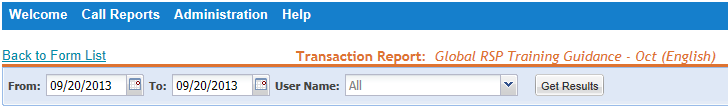 Welcome Call Reports Administration Help
Back to Form List Transaction Report: Global RSP Training Guidance - Oct (English)
From: 09/20/2013 To: 09/20/2013 User Name: All Get Results